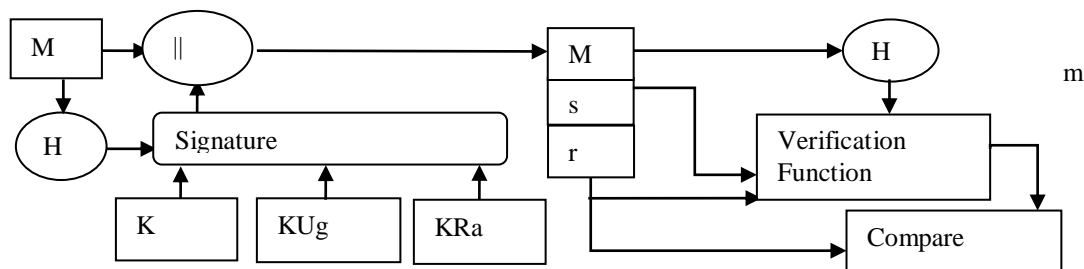 M
||
H
Signature
K
KUg
KRa
M
s
r
H
m
Verification
Function
Compare